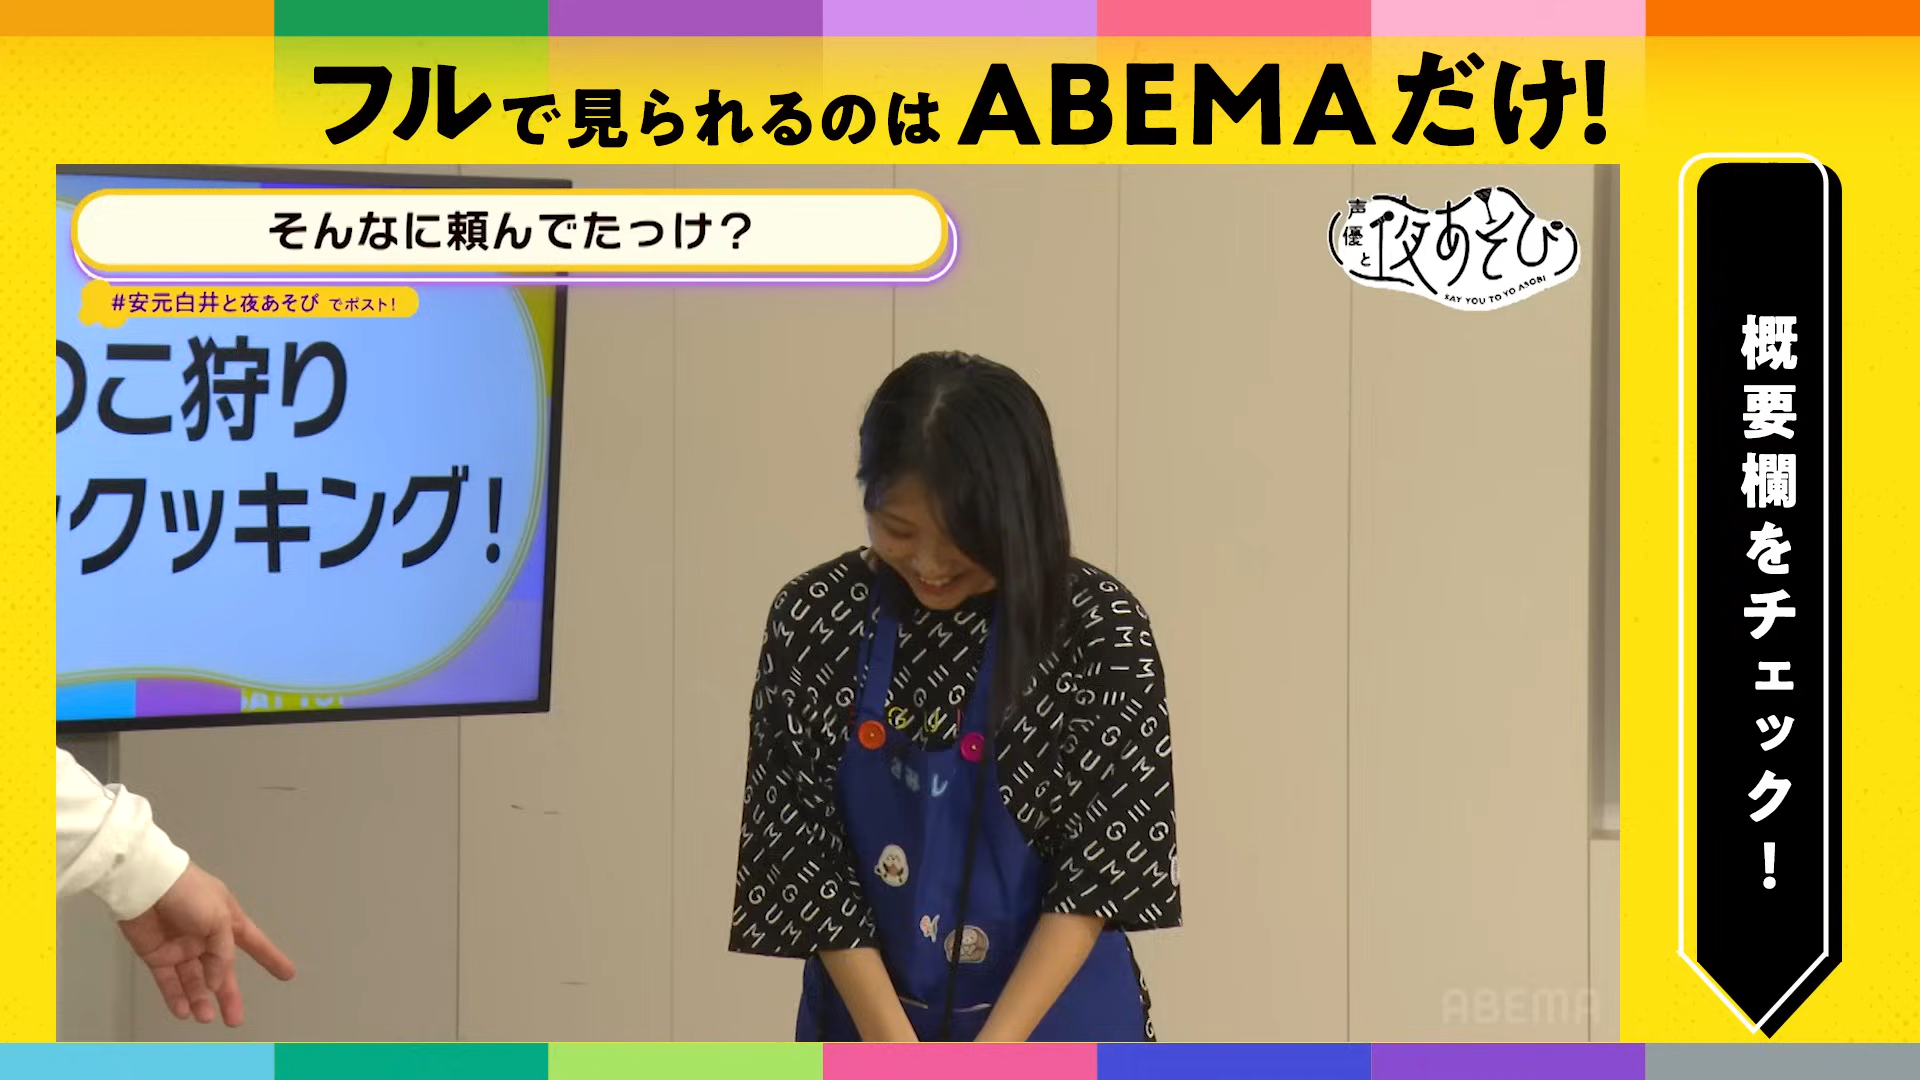 フルで見られるのはABEMAだけ!
そんなに頼んでたっけ?
#安元白井と夜あそび でポスト!
声優と夜あそび
SAY YOU TO YO ASOBI
こ狩り
クッキング!
概要欄をチェック!
GUMI
ABEMA